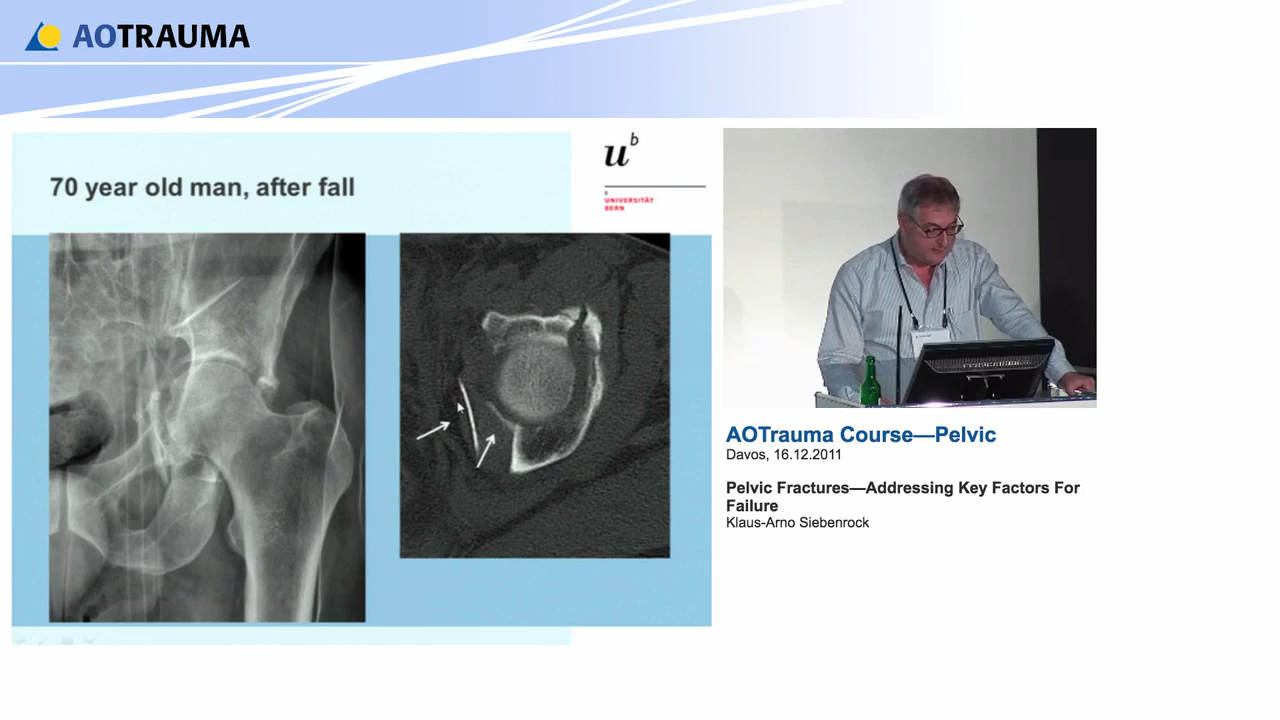 AOTRAUMA
70 year old man, after fall
u b
b
UNIVERSITÄT
BERN
AOTrauma Course—Pelvic
Davos, 16.12.2011
Pelvic Fractures—Addressing Key Factors For
Failure
Klaus-Arno Siebenrock